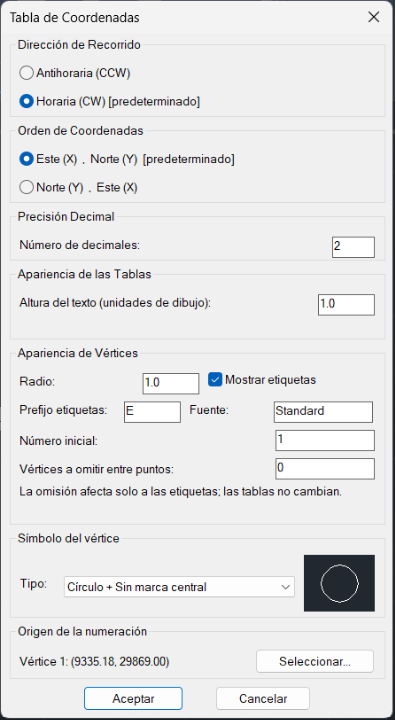 Tabla de Coordenadas
Dirección de Recorrido
Antihoraria (CCW)
Horaria (CW) [predeterminado]
Orden de Coordenadas
Este (X) , Norte (Y) [predeterminado]
Norte (Y) , Este (X)
Precisión Decimal
Número de decimales: 2
Apariencia de las Tablas
Altura del texto (unidades de dibujo): 1.0
Apariencia de Vértices
Radio: 1.0 Mostrar etiquetas
Prefijo etiquetas: E Fuente: Standard
Número inicial: 1
Vértices a omitir entre puntos: 0
La omisión afecta solo a las etiquetas; las tablas no cambian.
Símbolo del vértice
Tipo: Círculo + Sin marca central
Origen de la numeración
Vértice 1: (9335.18, 29869.00) Seleccionar...
Aceptar Cancelar